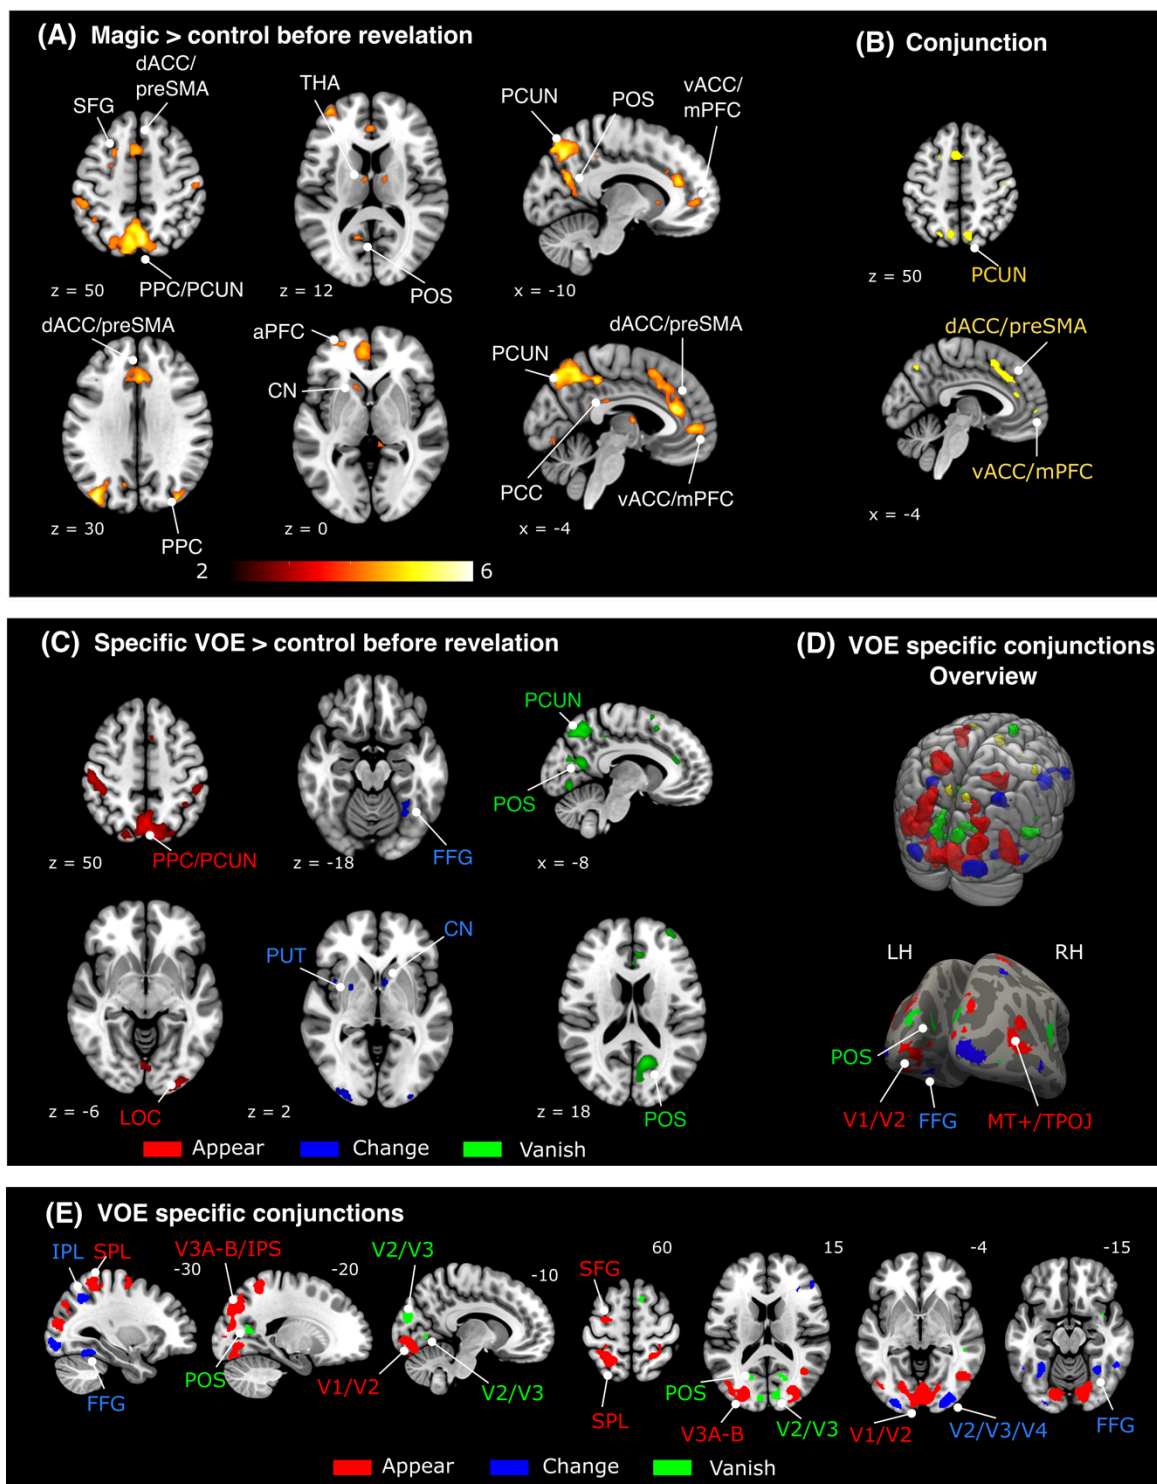 (A) Magic > control before revelation
(B) Conjunction
dACC/
preSMA
SFG
THA
PCUN
POS
vACC/
mPFC
z = 50
PPC/PCUN
z = 12
POS
x = -10
z = 50
PCUN
dACC/preSMA
aPFC
CN
PCUN
dACC/preSMA
dACC/preSMA
z = 30
PPC
z = 0
PCC
x = -4
vACC/mPFC
vACC/mPFC
x = -4
2
6
(C) Specific VOE > control before revelation
(D) VOE specific conjunctions
Overview
PCUN
POS
z = 50
PPC/PCUN
z = -18
FFG
x = -8
PUT
CN
LH
RH
POS
z = -6
LOC
z = 2
z = 18
POS
V1/V2
FFG
MT+/TPOJ
Appear
Change
Vanish
(E) VOE specific conjunctions
IPL
SPL
-30
V3A-B/IPS
-20
V2/V3
-10
60
SFG
15
-4
-15
FFG
POS
V1/V2
V2/V3
SPL
POS
V3A-B
V2/V3
V1/V2
V2/V3/V4
FFG
Appear
Change
Vanish